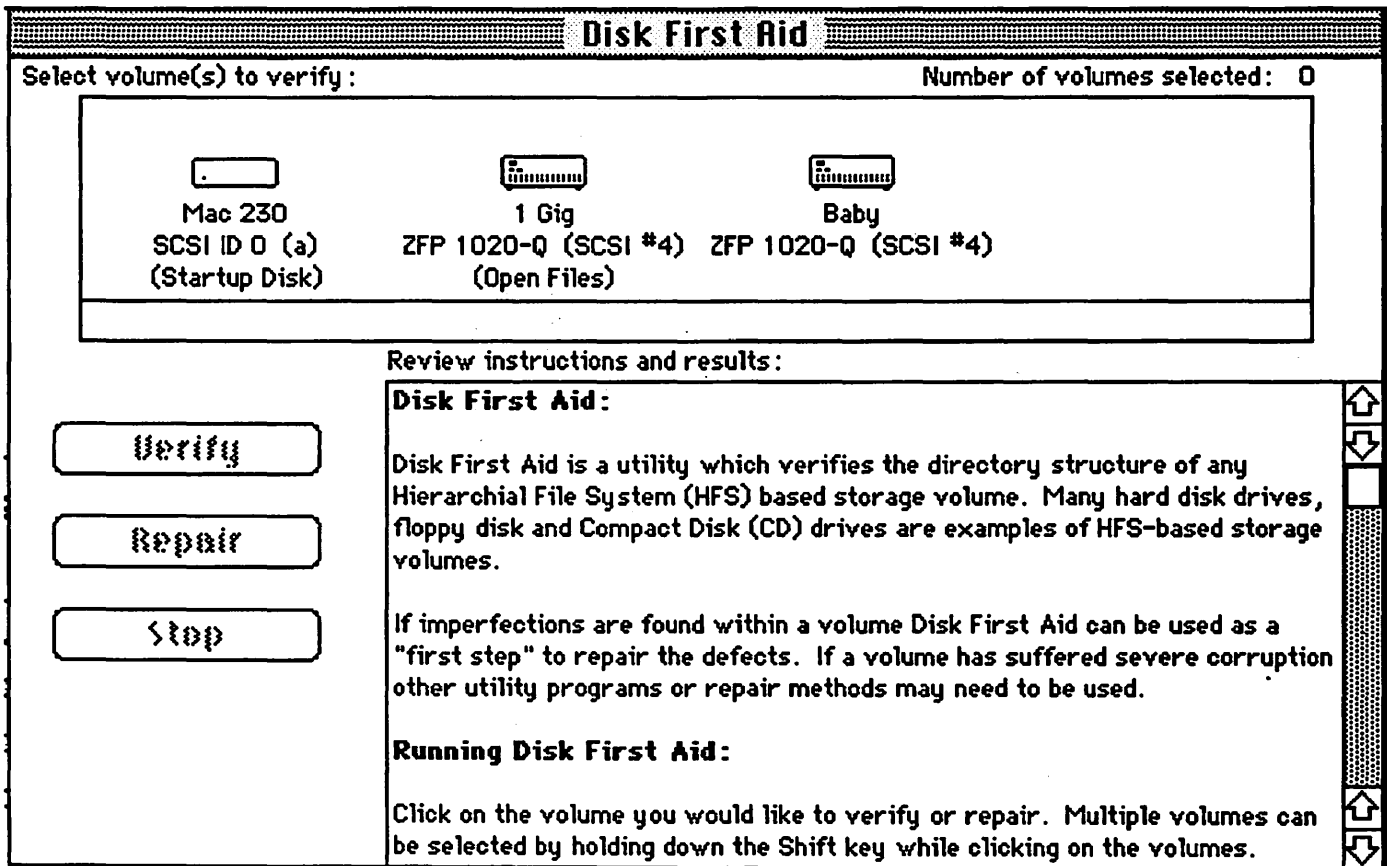 Disk First Aid
Select volume(s) to verify: Number of volumes selected: 0
Mac 230 1 Gig Baby
SCSI ID 0 (a) ZFP 1020-Q (SCSI #4) ZFP 1020-Q (SCSI #4)
(Startup Disk) (Open Files)
Review instructions and results:
Verify
Repair
Stop
Disk First Aid:
Disk First Aid is a utility which verifies the directory structure of any
Hierarchial File System (HFS) based storage volume. Many hard disk drives,
floppy disk and Compact Disk (CD) drives are examples of HFS-based storage
volumes.
If imperfections are found within a volume Disk First Aid can be used as a
"first step" to repair the defects. If a volume has suffered severe corruption
other utility programs or repair methods may need to be used.
Running Disk First Aid:
Click on the volume you would like to verify or repair. Multiple volumes can
be selected by holding down the Shift key while clicking on the volumes.